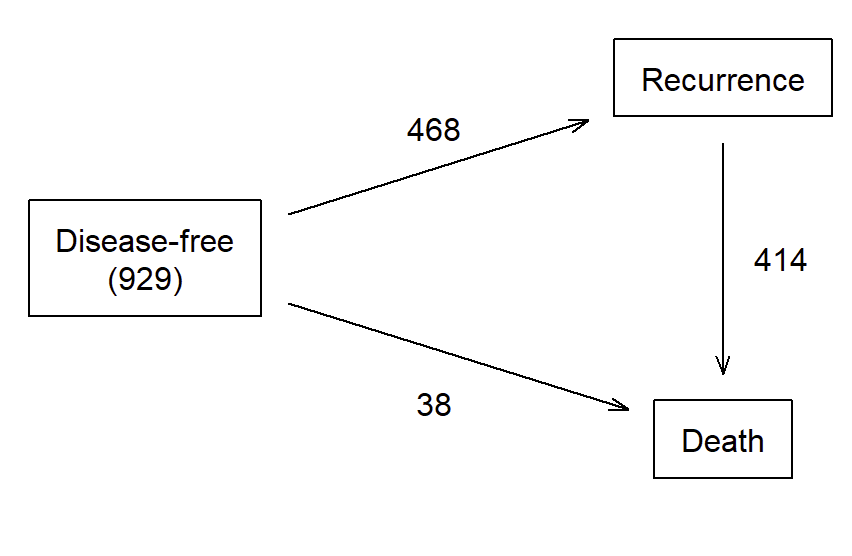 Recurrence
468
Disease-free
(929)
414
38
Death